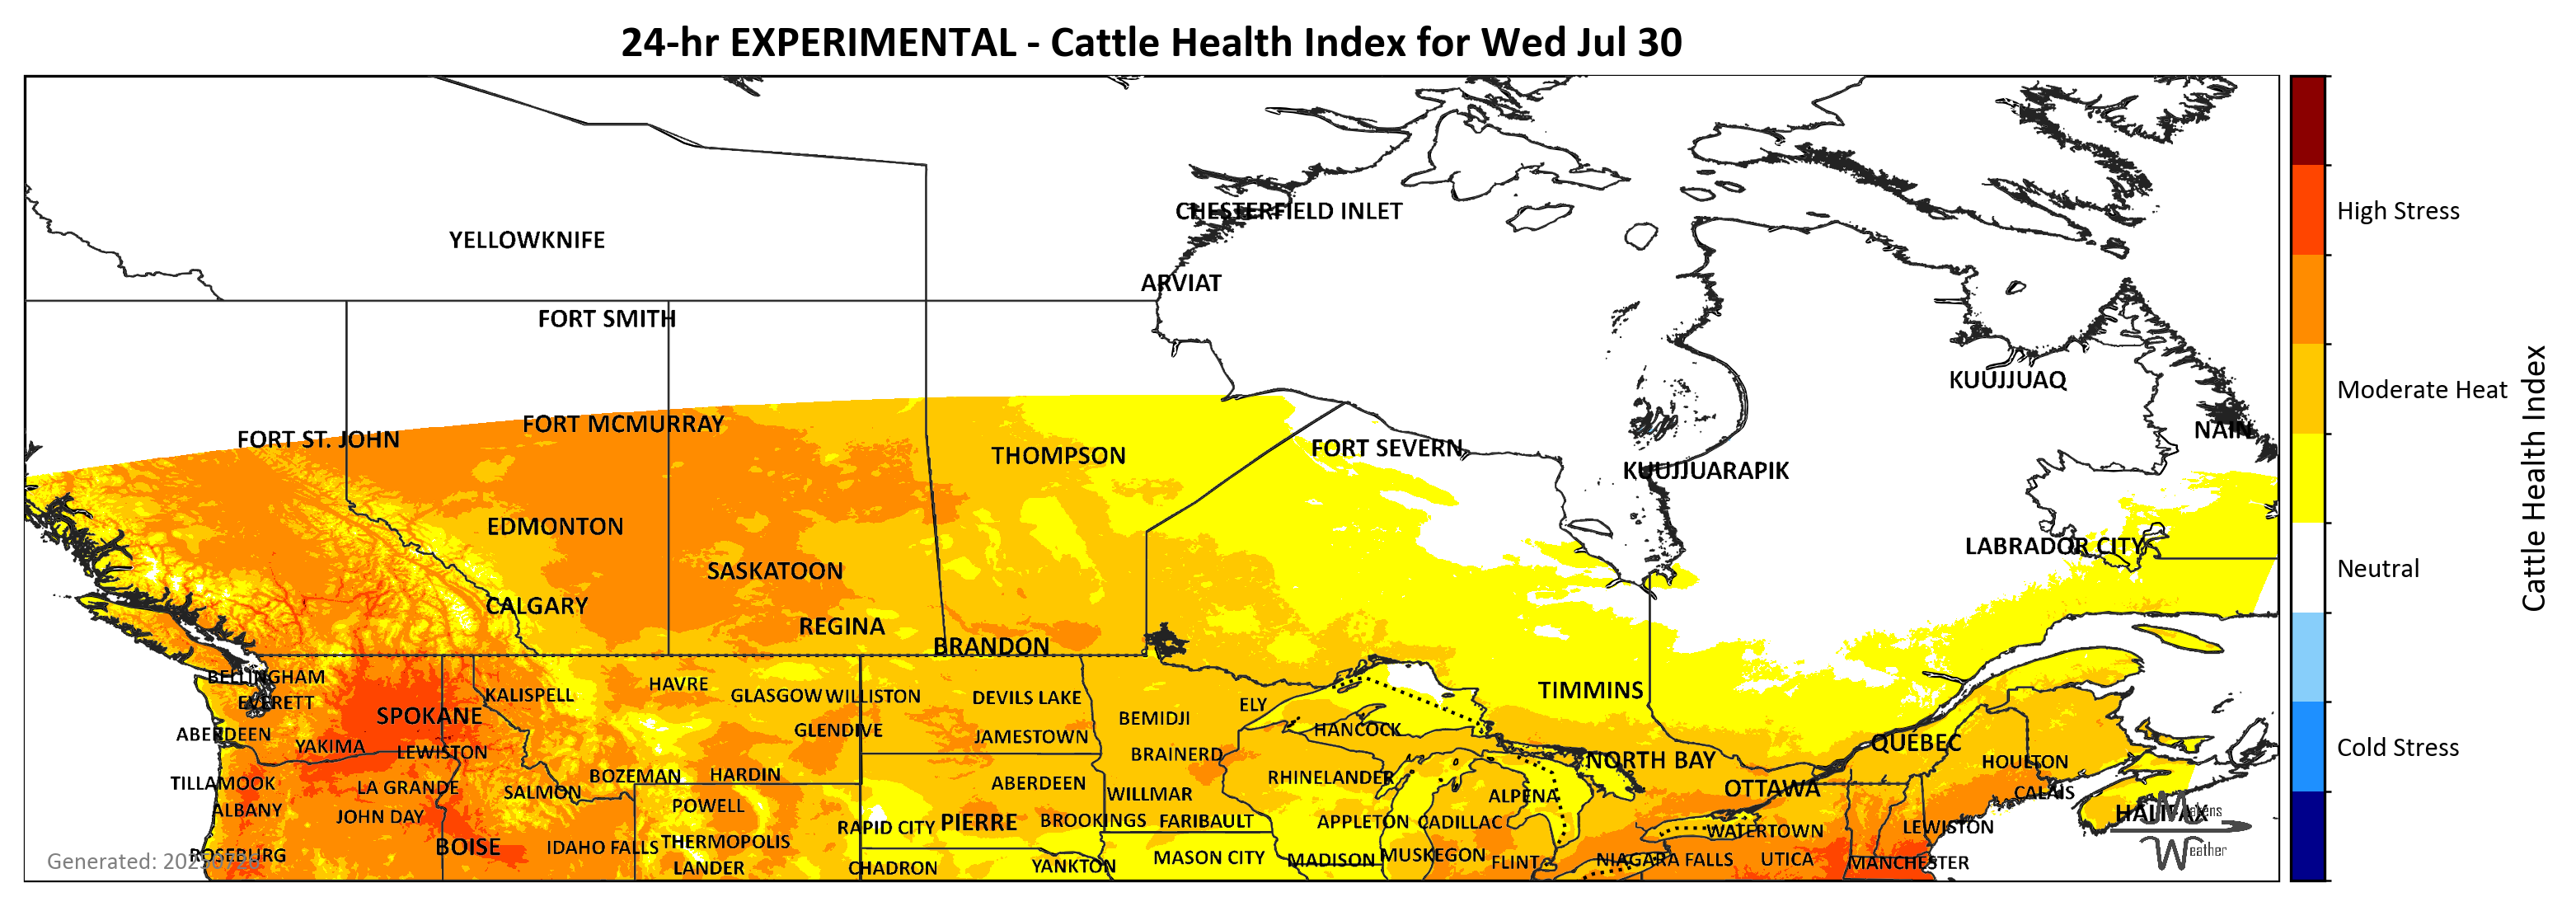 24-hr EXPERIMENTAL - Cattle Health Index for Wed Jul 30
CHESTERFIELD INLET
High Stress
YELLOWKNIFE
ARVIAT
FORT SMITH
KUUJJUAQ
Moderate Heat
FORT MCMURRAY
NAIN
FORT ST. JOHN
FORT SEVERN
THOMPSON
KUUJJUARAPIK
Cattle Health Index
EDMONTON
LABRADOR CITY
SASKATOON
Neutral
CALGARY
REGINA
BRANDON
BELLINGHAM
HAVRE
TIMMINS
KALISPELL
GLASGOW
WILLISTON
DEVILS LAKE
EVERETT
ELY
SPOKANE
BEMIDJI
GLENDIVE
HANCOCK
ABERDEEN
JAMESTOWN
QUEBEC
YAKIMA
LEWISTON
BRAINERD
Cold Stress
NORTH BAY
HOULTON
BOZEMAN
HARDIN
RHINELANDER
TILLAMOOK
LA GRANDE
ABERDEEN
OTTAWA
SALMON
WILLMAR
ALPENA
CALAIS
POWELL
ALBANY
JOHN DAY
HALIFAX
Makens
Weather
RAPID CITY
PIERRE
BROOKINGS
FARIBAULT
APPLETON
CADILLAC
WATERTOWN
LEWISTON
THERMOPOLIS
BOISE
IDAHO FALLS
ROSEBURG
MASON CITY
MADISON
MUSKEGON
FLINT
NIAGARA FALLS
UTICA
MANCHESTER
LANDER
CHADRON
YANKTON
Generated: